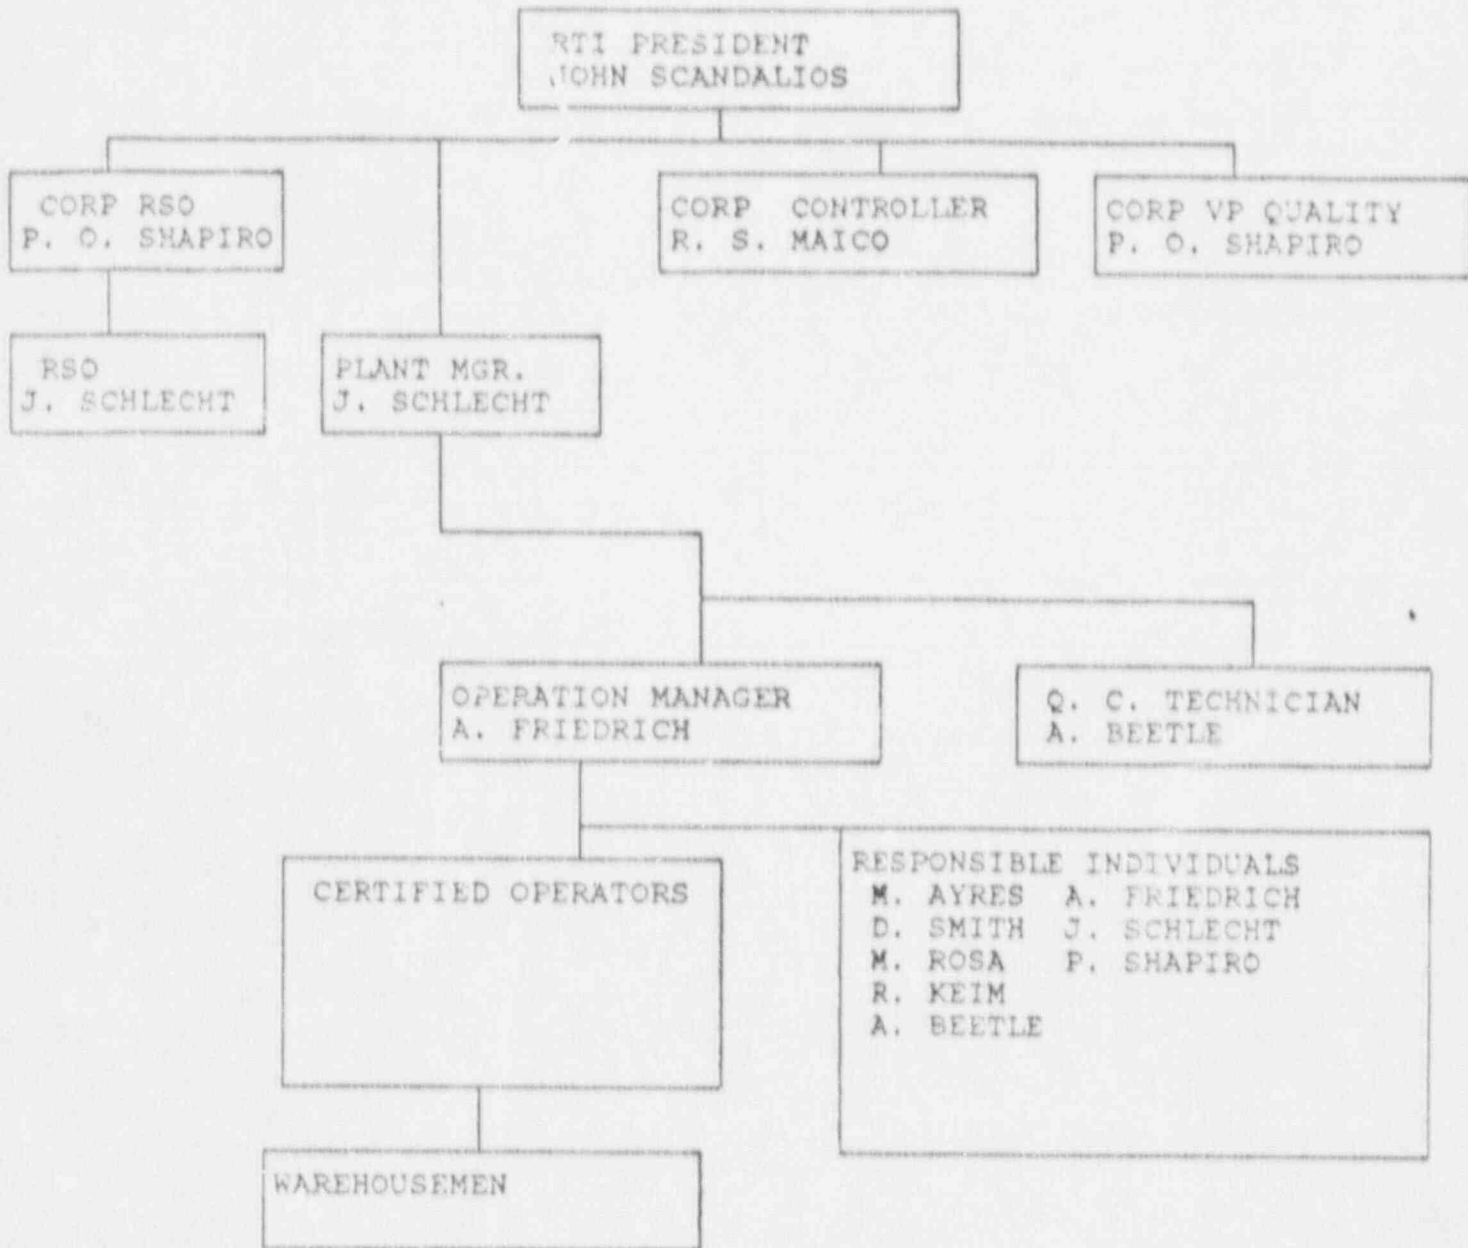 RTI PRESIDENT
JOHN SCANDALIOS
CORP RSO
P. O. SHAPIRO
CORP CONTROLLER
R. S. MAICO
CORP VP QUALITY
P. O. SHAPIRO
RSO
J. SCHLECHT
PLANT MGR.
J. SCHLECHT
OPERATION MANAGER
A. FRIEDRICH
Q. C. TECHNICIAN
A. BEETLE
CERTIFIED OPERATORS
RESPONSIBLE INDIVIDUALS
M. AYRES A. FRIEDRICH
D. SMITH J. SCHLECHT
M. ROSA P. SHAPIRO
R. KEIM
A. BEETLE
WAREHOUSEMEN